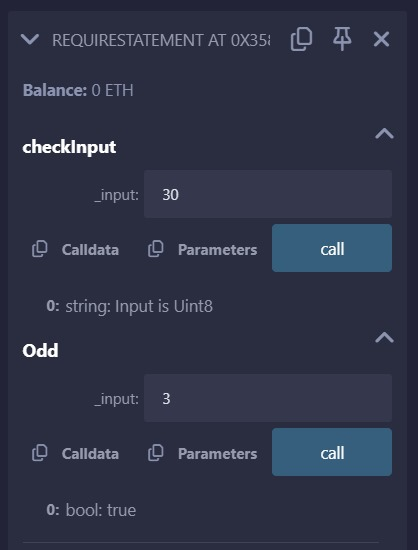 REQUIRESTATEMENT AT 0X358
Balance: 0 ETH
checkInput
_input: 30
Calldata Parameters call
0: string: Input is Uint8
Odd
_input: 3
Calldata Parameters call
0: bool: true